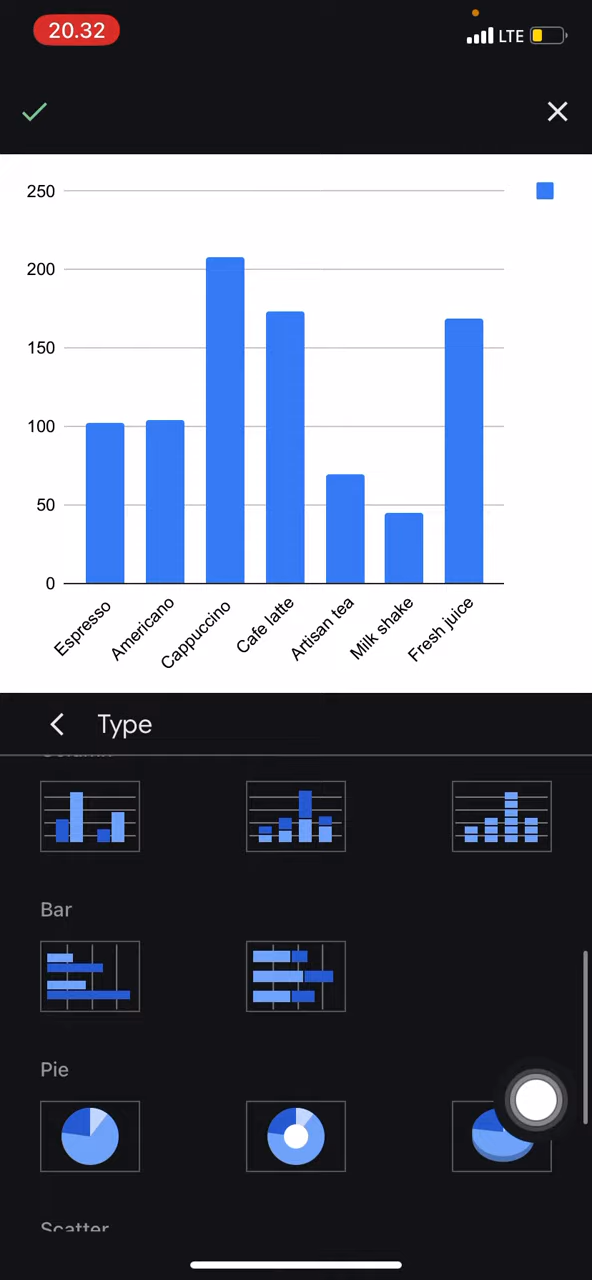 20.32
LTE
250
200
150
100
50
0
Espresso
Americano
Cappuccino
Cafe latte
Artisan tea
Milk shake
Fresh juice
Type
Column
Bar
Pie
Scatter